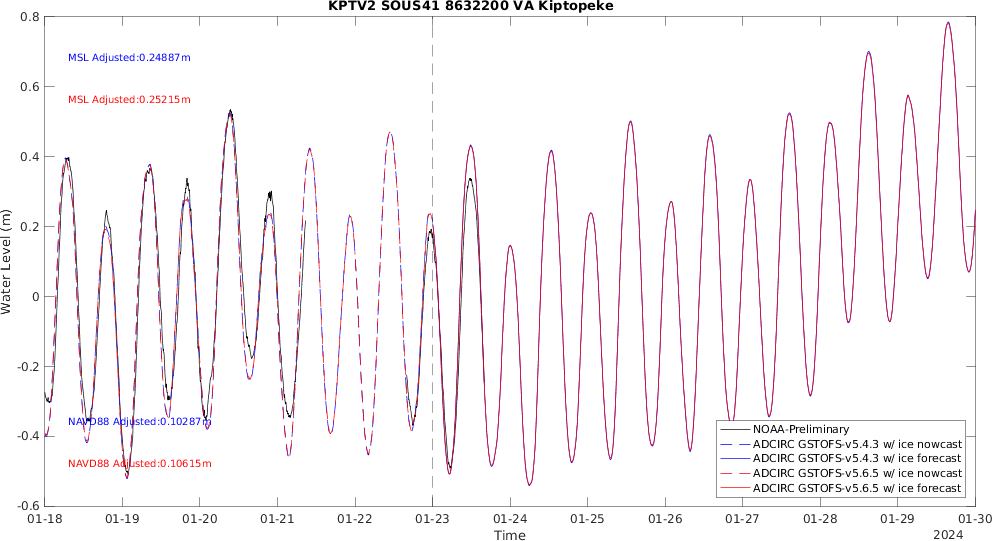 KPTV2 SOUS41 8632200 VA Kiptopeke
0.8
0.6
0.4
0.2
0
-0.2
-0.4
-0.6
Water Level (m)
MSL Adjusted:0.24887m
MSL Adjusted:0.25215m
NAVD88 Adjusted:0.10287m
NAVD88 Adjusted:0.10615m
NOAA-Preliminary
ADCIRC GSTOFS-v5.4.3 w/ ice nowcast
ADCIRC GSTOFS-v5.4.3 w/ ice forecast
ADCIRC GSTOFS-v5.6.5 w/ ice nowcast
ADCIRC GSTOFS-v5.6.5 w/ ice forecast
01-18 01-19 01-20 01-21 01-22 01-23 01-24 01-25 01-26 01-27 01-28 01-29 01-30
Time
2024